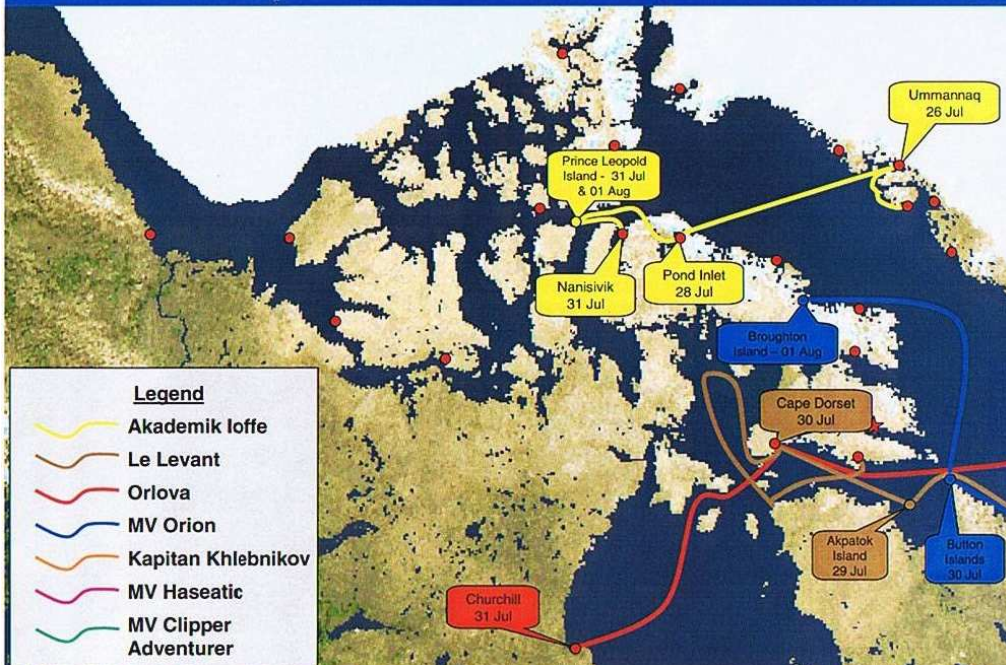 Ummannaq
26 Jul
Prince Leopold
Island - 31 Jul
& 01 Aug
Nanisivik
31 Jul
Pond Inlet
28 Jul
Broughton
Island – 01 Aug
Cape Dorset
30 Jul
Akpatok
Island
29 Jul
Button
Islands
30 Jul
Churchill
31 Jul
Legend
Akademik Ioffe
Le Levant
Orlova
MV Orion
Kapitan Khlebnikov
MV Haseatic
MV Clipper
Adventurer